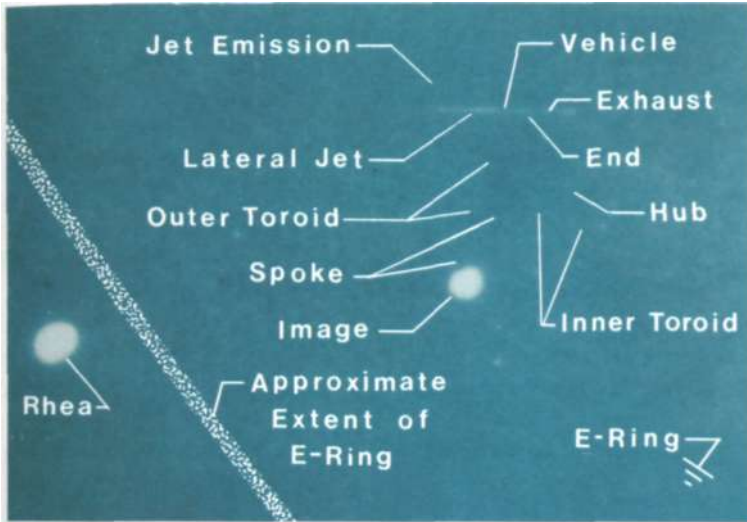 Jet Emission
Vehicle
Exhaust
Lateral Jet
End
Outer Toroid
Hub
Spoke
Image
Inner Toroid
Rhea
Approximate
Extent of
E-Ring
E-Ring